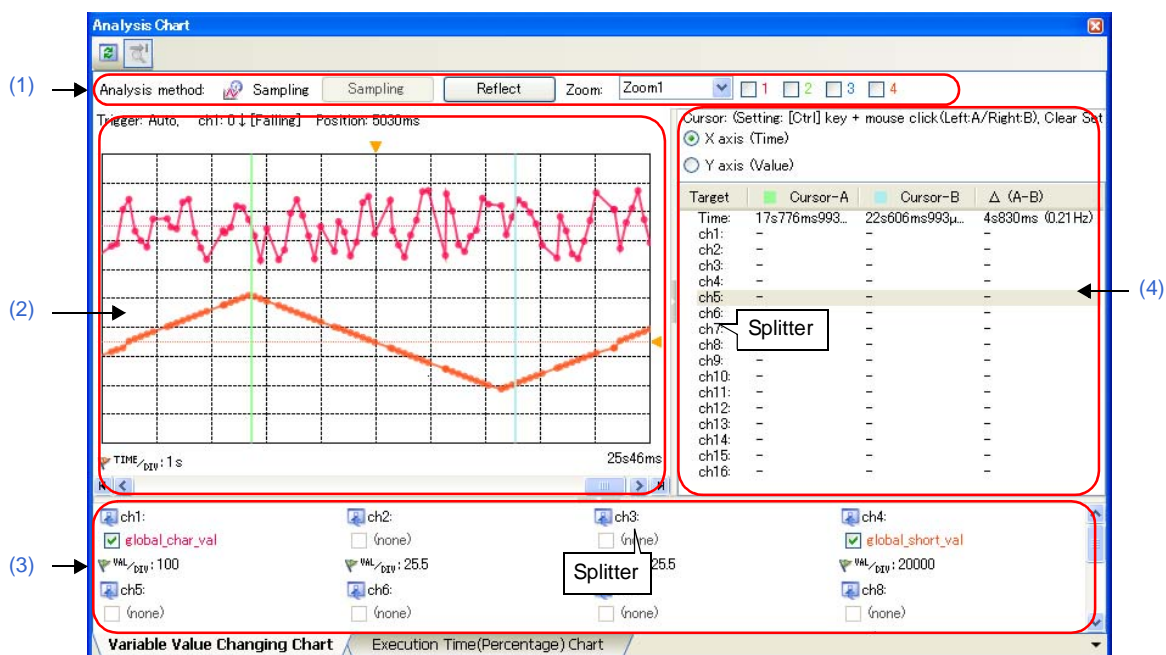 Analysis Chart
(1)
Analysis method: Sampling Sampling Reflect Zoom: Zoom1 1 2 3 4
Trigger: Auto, ch1: 0↓[Falling] Position: 5030ms
Cursor: (Setting: [Ctrl] key + mouse click(Left:A/Right:B), Clear Set
X axis (Time)
Y axis (Value)
Target Cursor-A Cursor-B Δ (A-B)
Time: 17s776ms993... 22s606ms993μ... 4s830ms (0.21Hz)
ch1: - - -
ch2: - - -
ch3: - - -
ch4: - - -
ch5: - - -
ch6: - - -
ch7: - - -
ch8: - - -
ch9: - - -
ch10: - - -
ch11: - - -
ch12: - - -
ch13: - - -
ch14: - - -
ch15: - - -
ch16: - - -
Splitter
(2)
(4)
TIME/DIV: 1s
25s46ms
(3)
ch1: ch2: ch3: ch4:
global_char_val (none) (none) global_short_val
VAL/DIV: 100 VAL/DIV: 25.5 25.5 VAL/DIV: 20000
Splitter
ch5: ch6: ch8:
(none) (none) (none) (none)
Variable Value Changing Chart Execution Time(Percentage) Chart